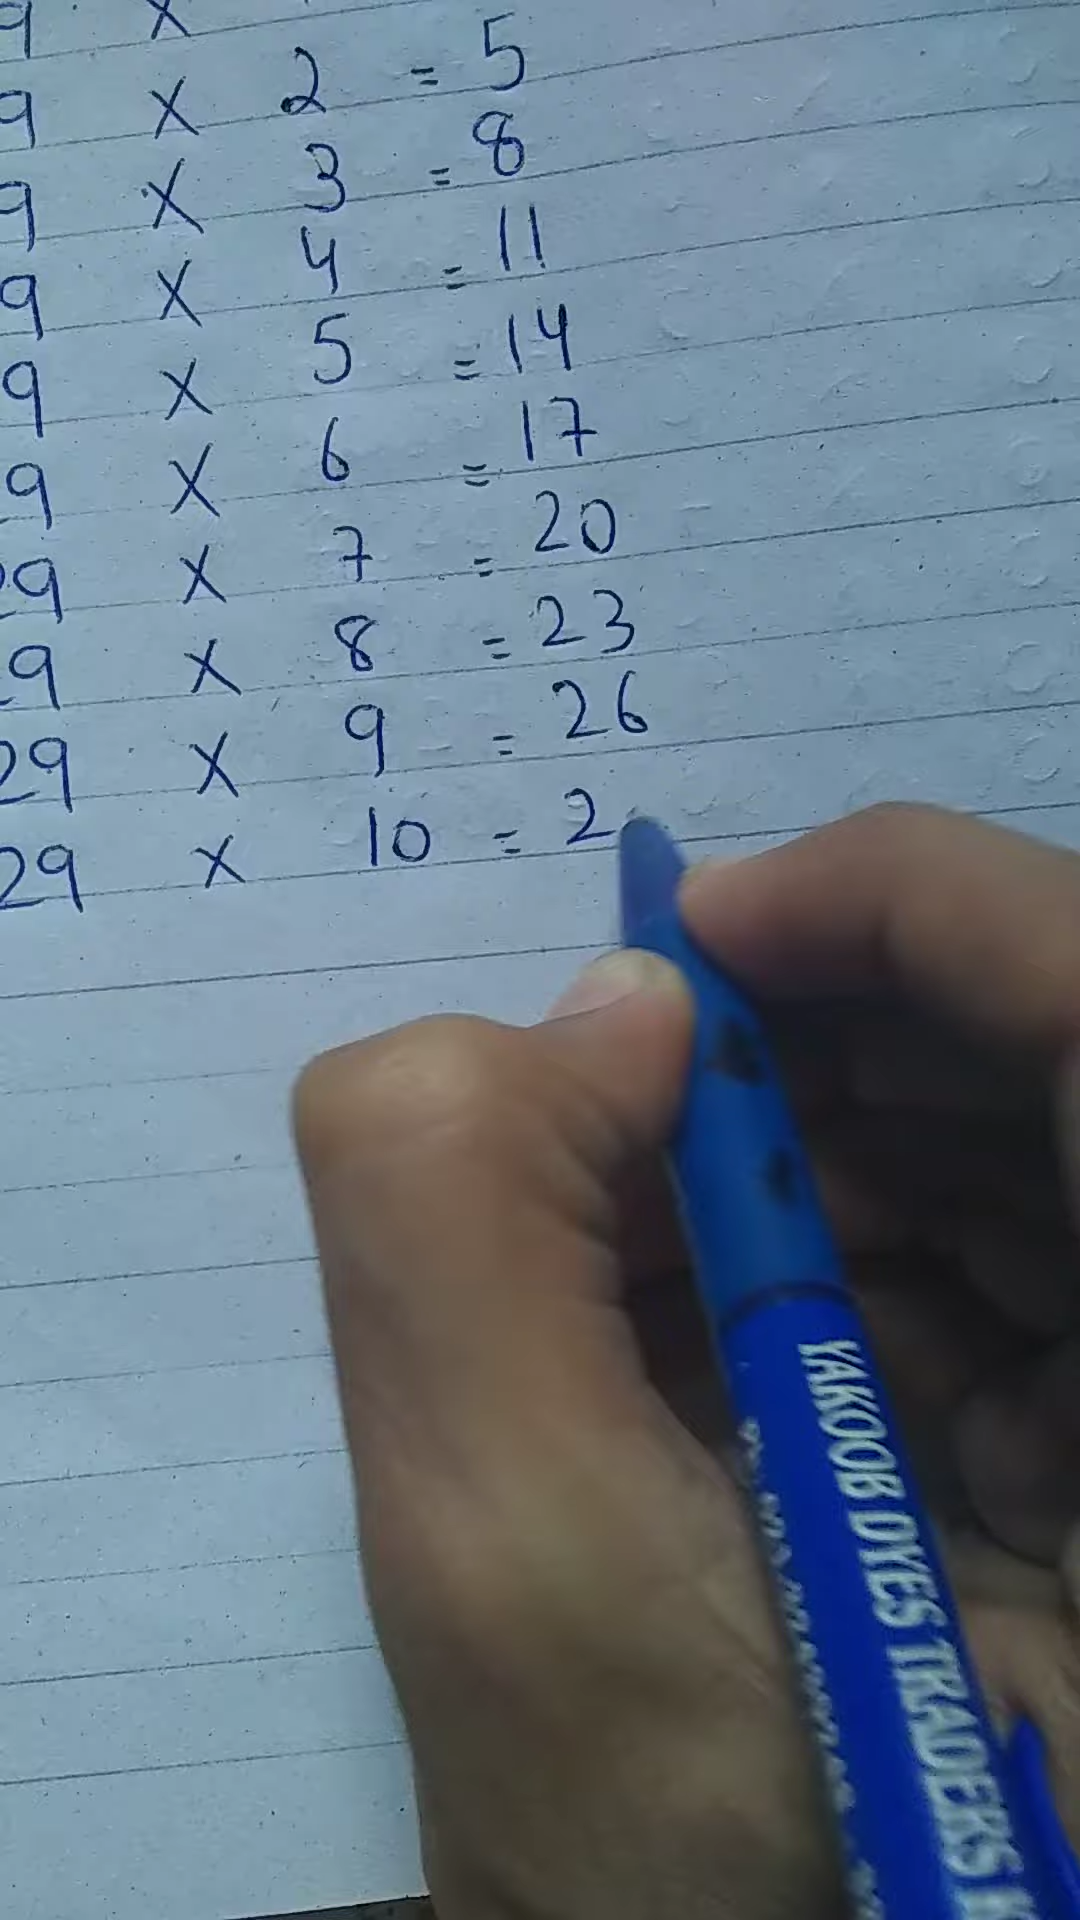 9 X
9 X 2 = 5
9 X 3 = 8
9 X 4 = 11
9 X 5 = 14
9 X 6 = 17
29 X 7 = 20
29 X 8 = 23
29 X 9 = 26
29 X 10 = 2
YAKOOB DYES TRADERS